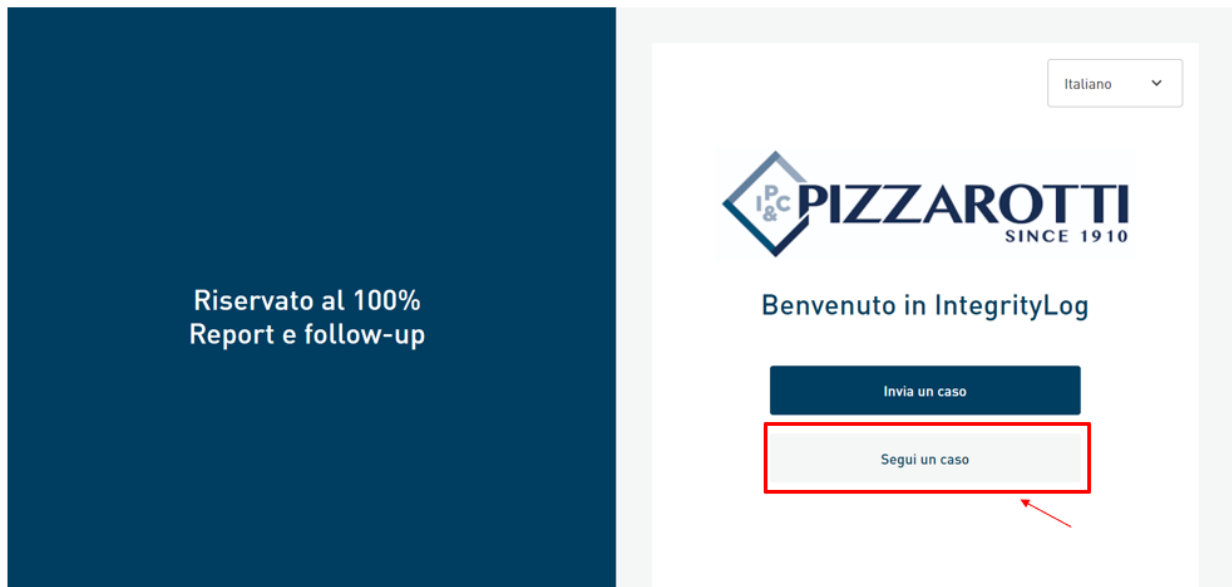 Riservato al 100%
Report e follow-up
Italiano
IP&C
PIZZAROTTI
SINCE 1910
Benvenuto in IntegrityLog
Invia un caso
Segui un caso